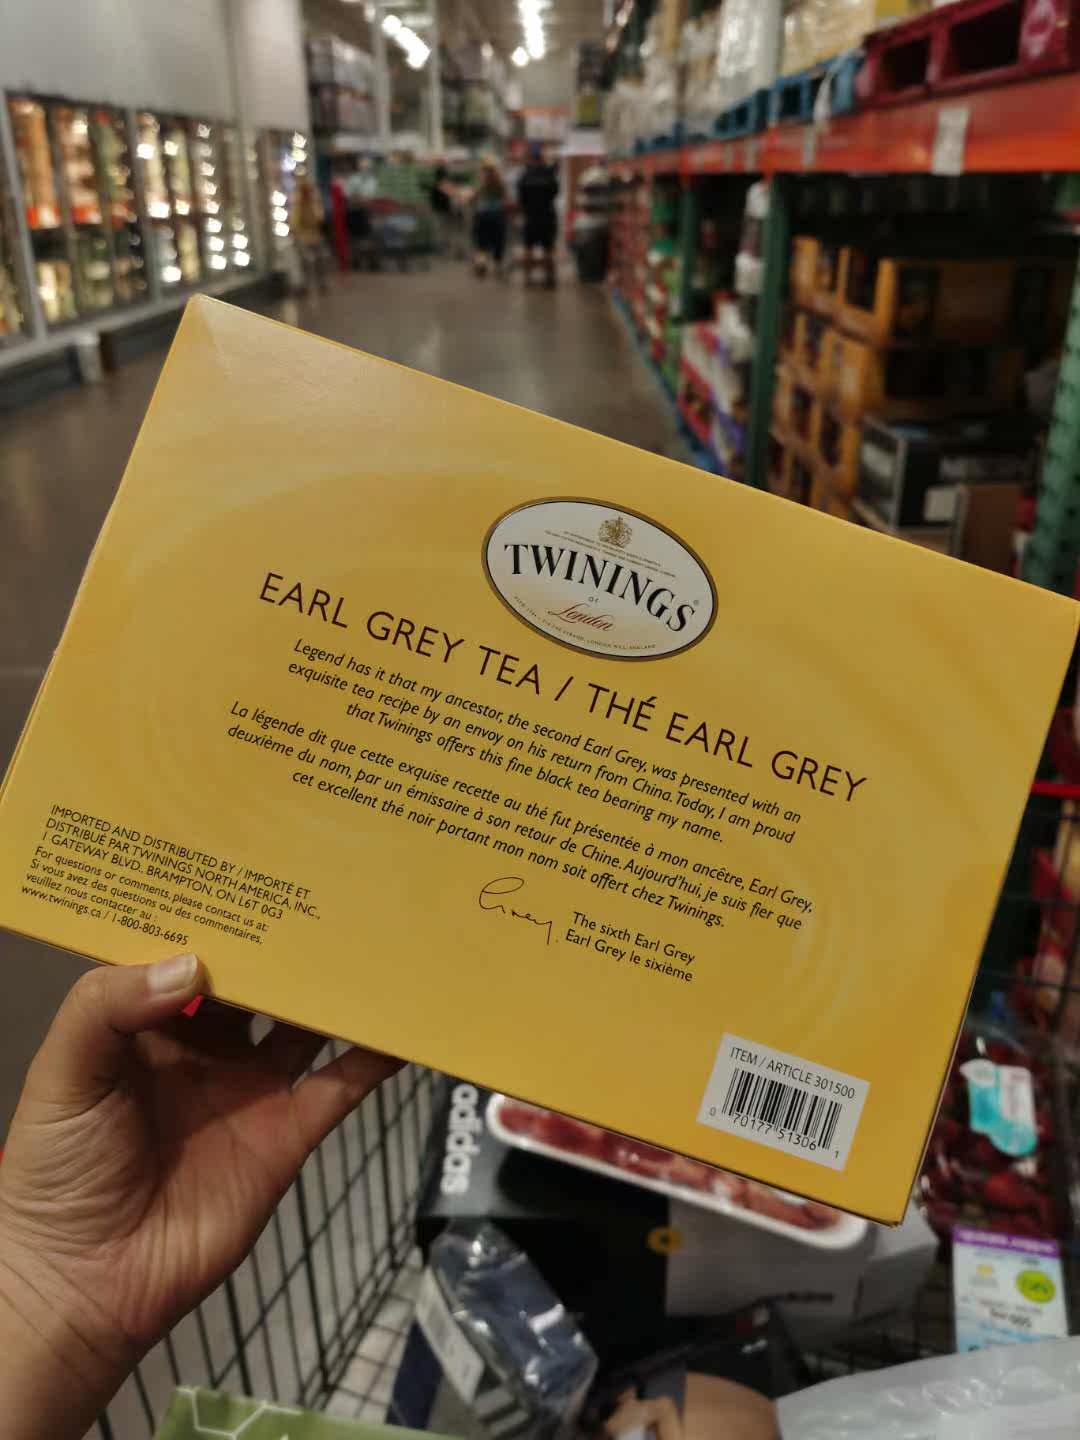 TWININGS
OF
London
EARL GREY TEA / THÉ EARL GREY
Legend has it that my ancestor, the second Earl Grey, was presented with an
exquisite tea recipe by an envoy on his return from China. Today, I am proud
that Twinings offers this fine black tea bearing my name.
La légende dit que cette exquise recette au thé fut présentée à mon ancêtre, Earl Grey,
deuxième du nom, par un émissaire à son retour de Chine. Aujourd'hui, je suis fier que
cet excellent thé noir portant mon nom soit offert chez Twinings.
Grey.
The sixth Earl Grey
Earl Grey le sixième
IMPORTED AND DISTRIBUTED BY / IMPORTÉ ET
DISTRIBUÉ PAR TWININGS NORTH AMERICA, INC.,
1 GATEWAY BLVD. BRAMPTON, ON L6T 0G3
For questions or comments, please contact us at:
Si vous avez des questions ou des commentaires,
veuillez nous contacter au :
www.twinings.ca / 1-800-803-6695
ITEM / ARTICLE 301500
0 70177 51306 1
adidas